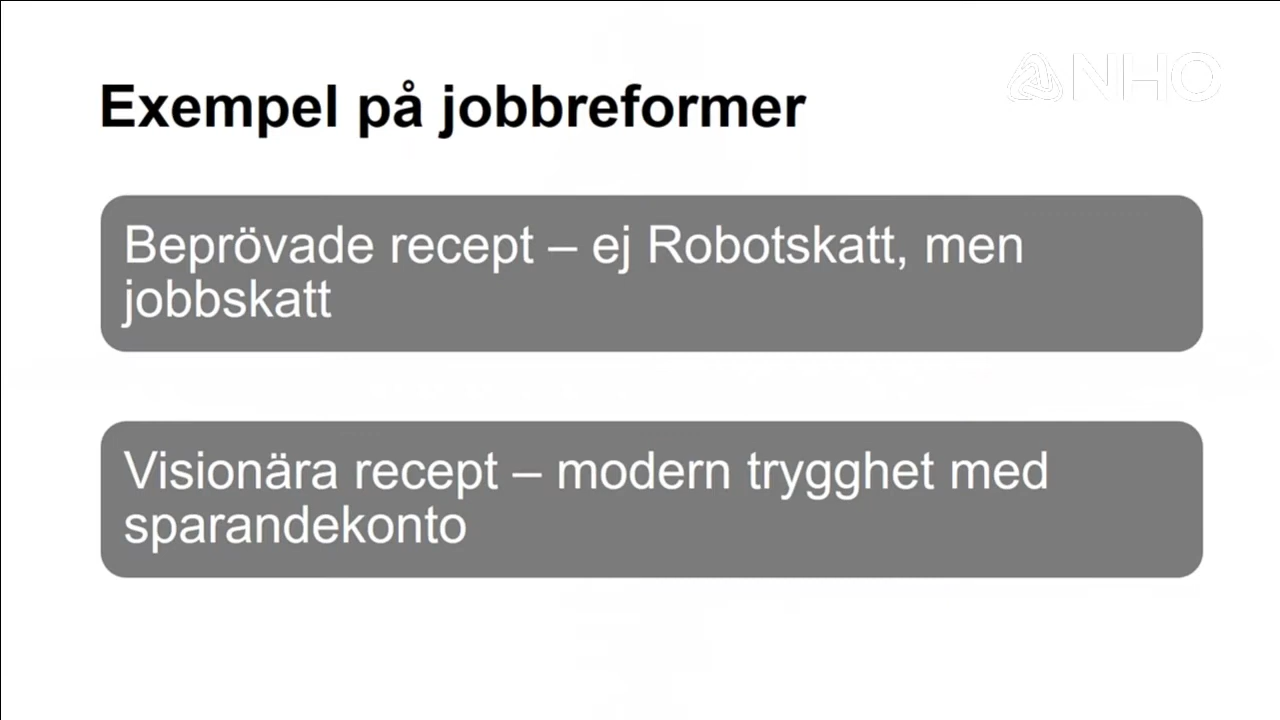 NHO
Exempel på jobbreformer
Beprövade recept – ej Robotskatt, men
jobbskatt
Visionära recept – modern trygghet med
sparandekonto